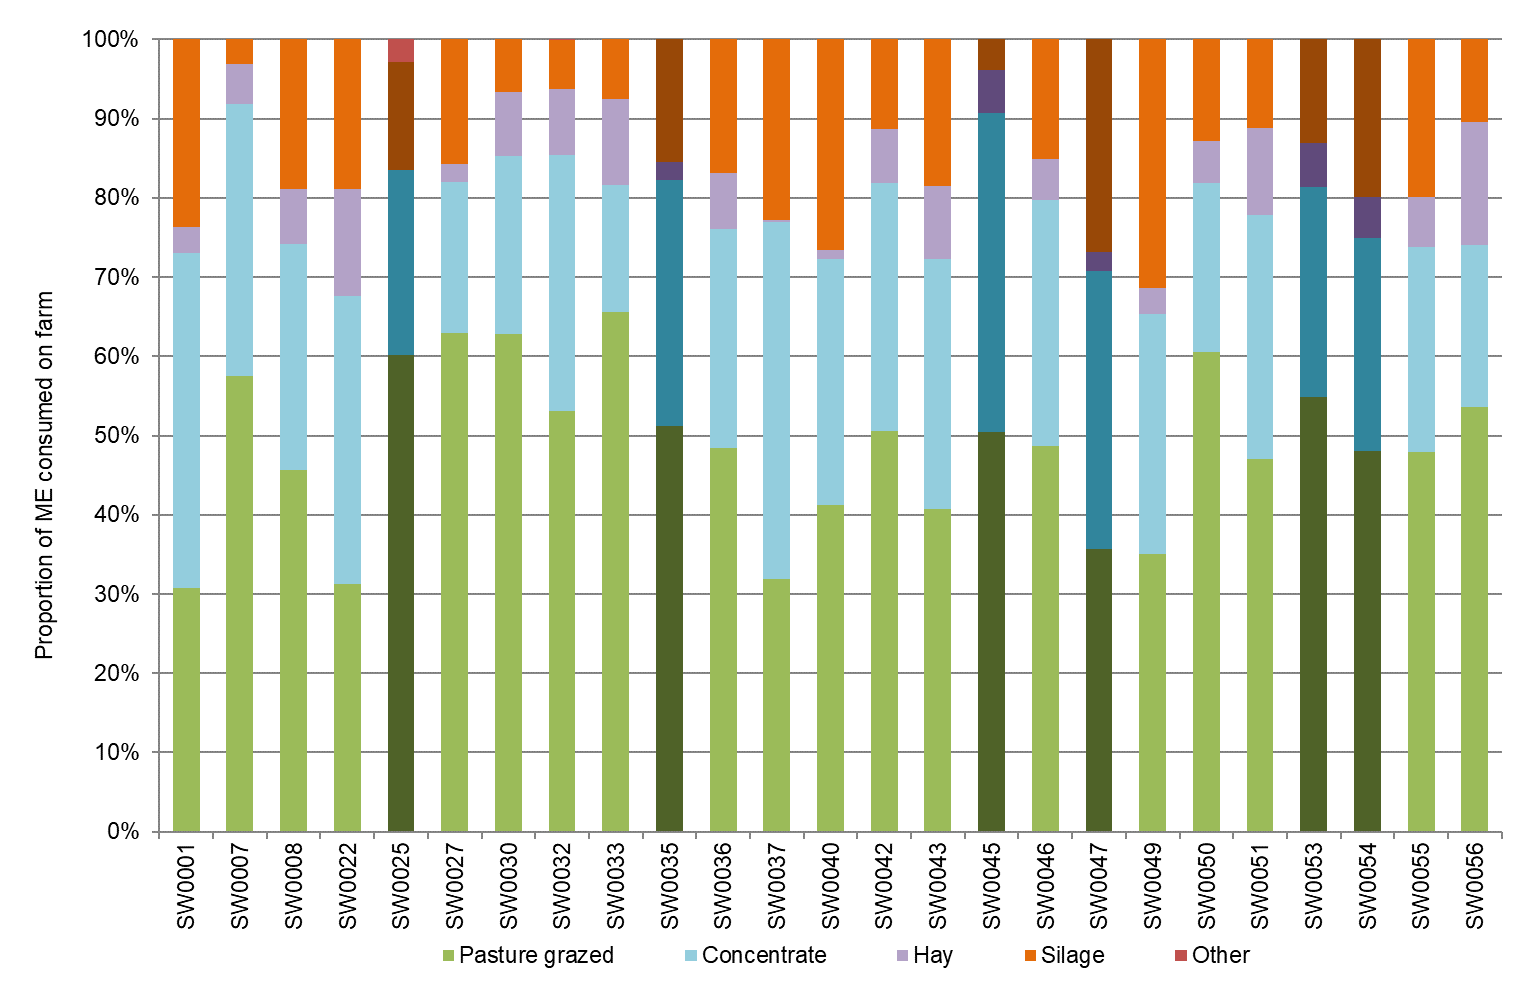 100%
90%
80%
70%
60%
50%
40%
30%
20%
10%
0%
Proportion of ME consumed on farm
SW0001
SW0007
SW0008
SW0022
SW0025
SW0027
SW0030
SW0032
SW0033
SW0035
SW0036
SW0037
SW0040
SW0042
SW0043
SW0045
SW0046
SW0047
SW0049
SW0050
SW0051
SW0053
SW0054
SW0055
SW0056
Pasture grazed Concentrate Hay Silage Other